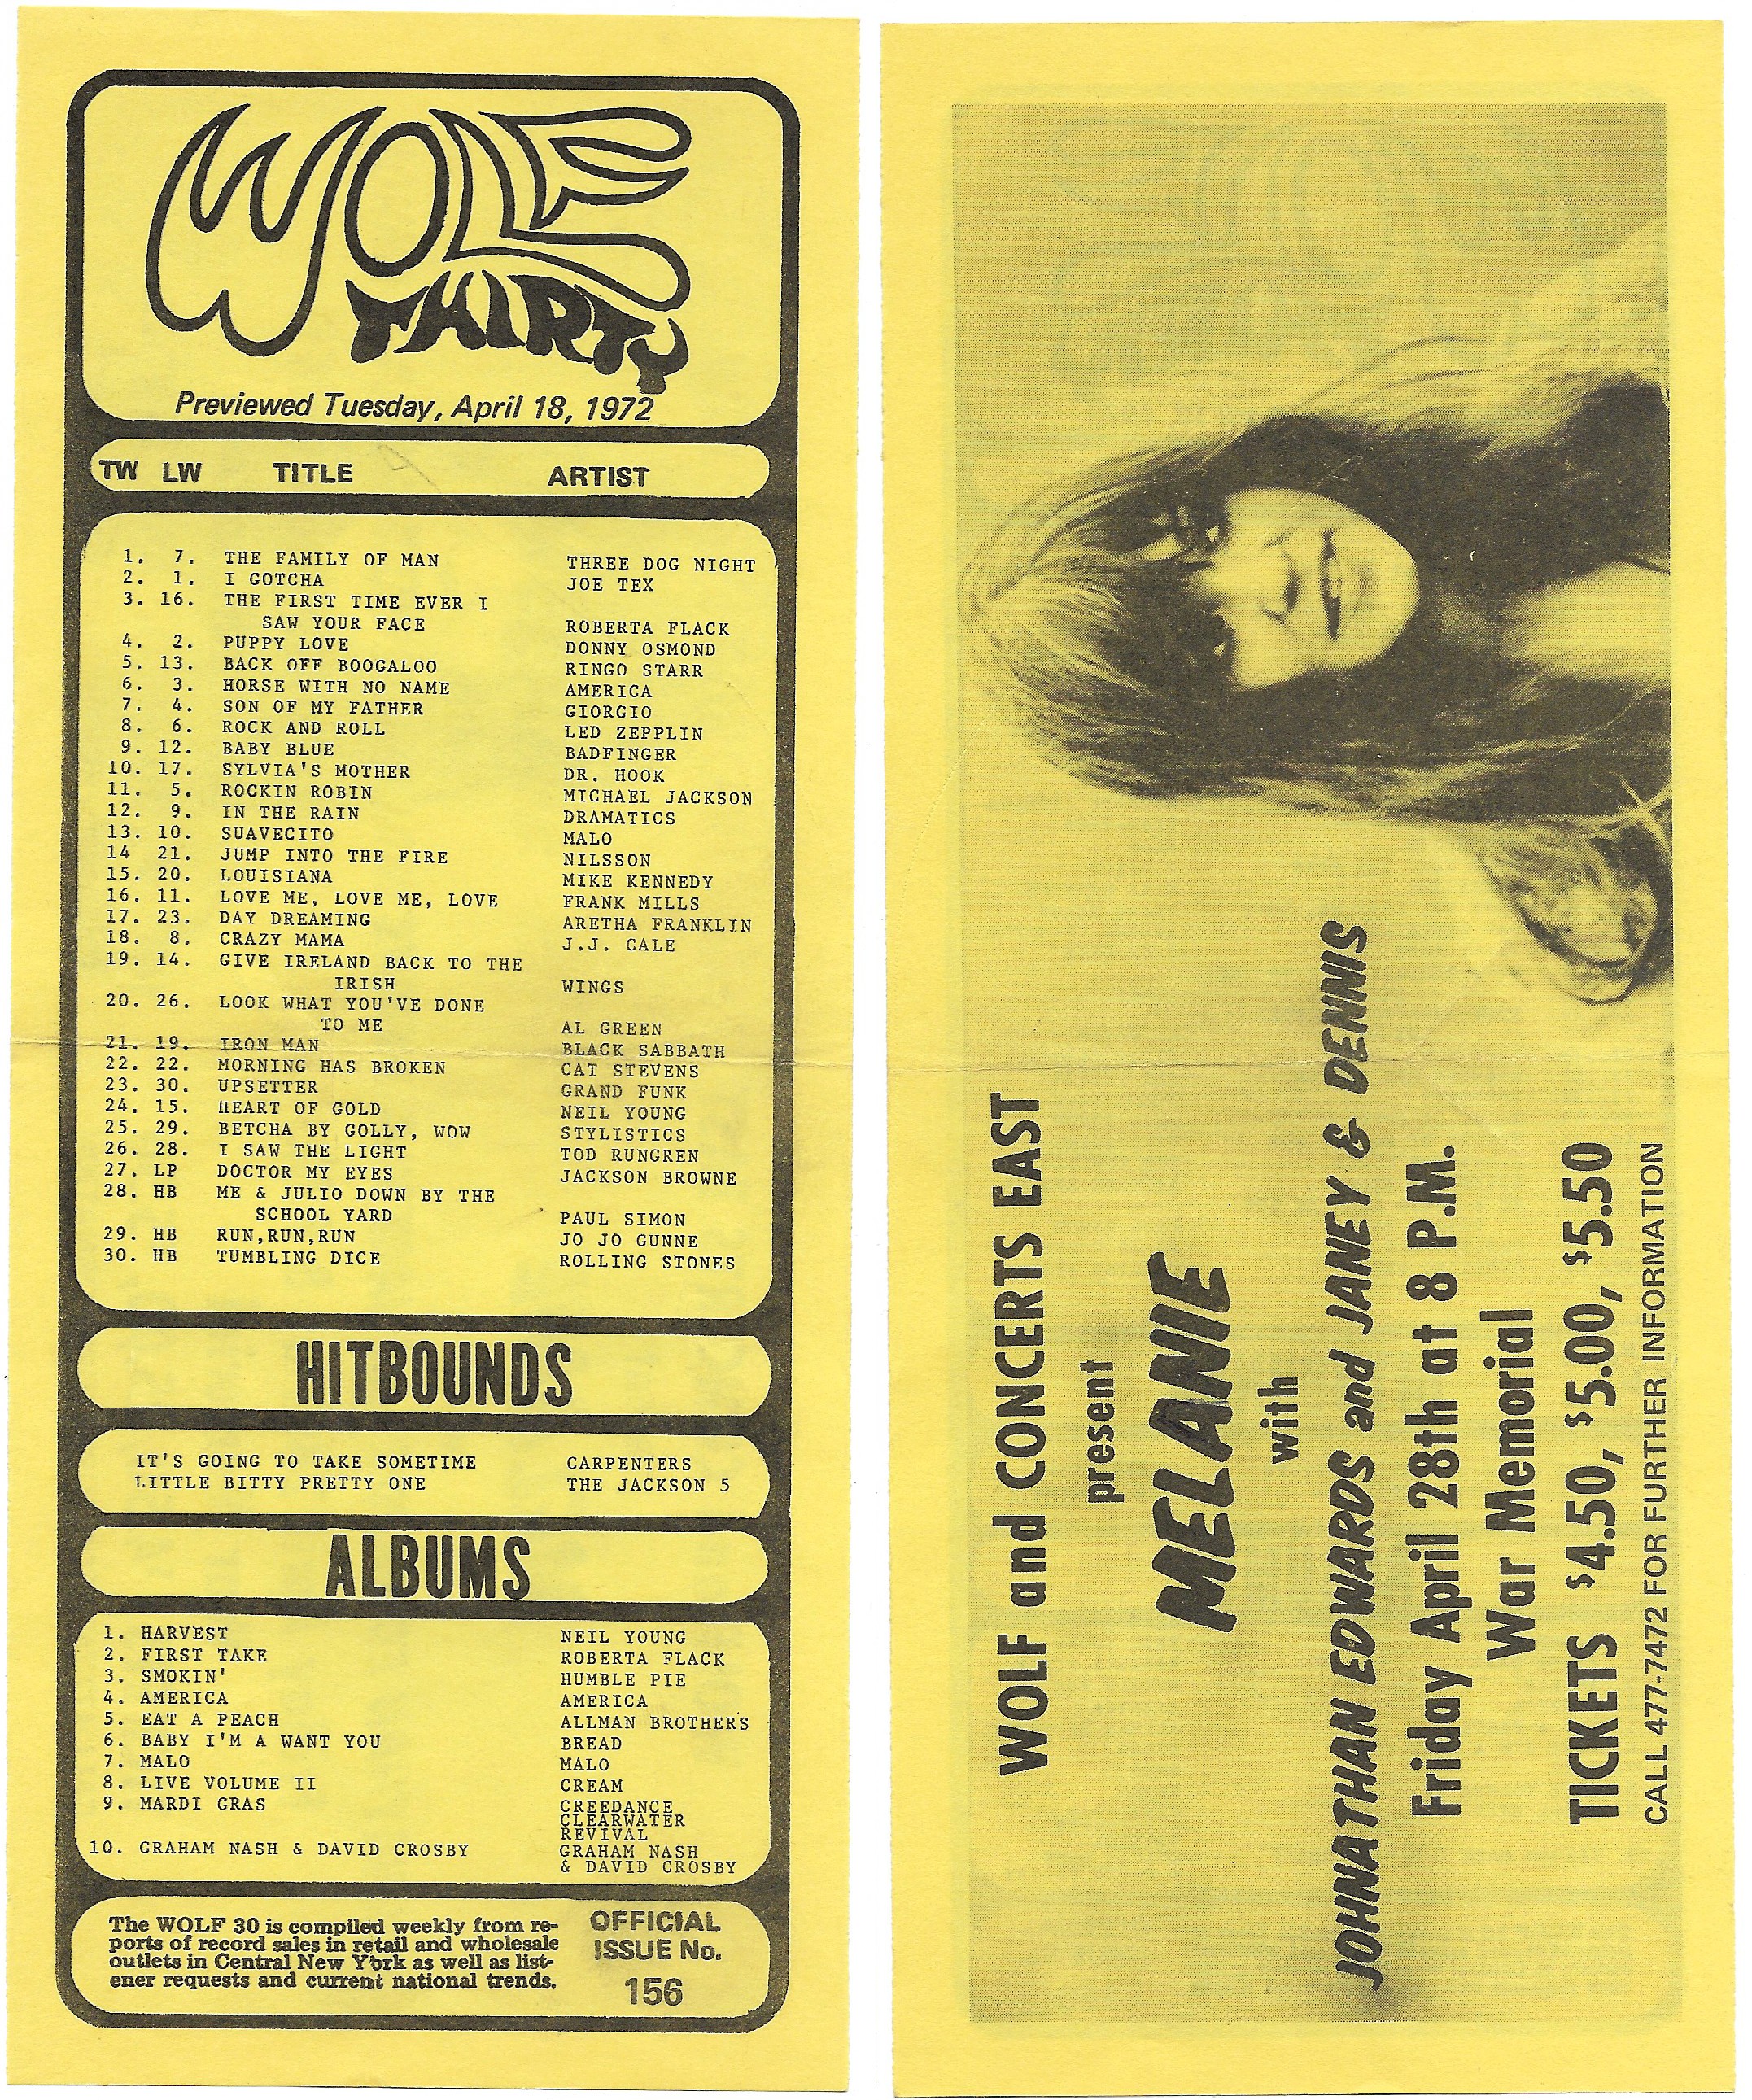 WOLF
THIRTY
Previewed Tuesday, April 18, 1972
TW LW TITLE ARTIST
1. 7. THE FAMILY OF MAN THREE DOG NIGHT
2. 1. I GOTCHA JOE TEX
3. 16. THE FIRST TIME EVER I
SAW YOUR FACE ROBERTA FLACK
4. 2. PUPPY LOVE DONNY OSMOND
5. 13. BACK OFF BOOGALOO RINGO STARR
6. 3. HORSE WITH NO NAME AMERICA
7. 4. SON OF MY FATHER GIORGIO
8. 6. ROCK AND ROLL LED ZEPPLIN
9. 12. BABY BLUE BADFINGER
10. 17. SYLVIA'S MOTHER DR. HOOK
11. 5. ROCKIN ROBIN MICHAEL JACKSON
12. 9. IN THE RAIN DRAMATICS
13. 10. SUAVECITO MALO
14 21. JUMP INTO THE FIRE NILSSON
15. 20. LOUISIANA MIKE KENNEDY
16. 11. LOVE ME, LOVE ME, LOVE FRANK MILLS
17. 23. DAY DREAMING ARETHA FRANKLIN
18. 8. CRAZY MAMA J.J. CALE
19. 14. GIVE IRELAND BACK TO THE
IRISH WINGS
20. 26. LOOK WHAT YOU'VE DONE
TO ME AL GREEN
21. 19. IRON MAN BLACK SABBATH
22. 22. MORNING HAS BROKEN CAT STEVENS
23. 30. UPSETTER GRAND FUNK
24. 15. HEART OF GOLD NEIL YOUNG
25. 29. BETCHA BY GOLLY, WOW STYLISTICS
26. 28. I SAW THE LIGHT TOD RUNGREN
27. LP DOCTOR MY EYES JACKSON BROWNE
28. HB ME & JULIO DOWN BY THE
SCHOOL YARD PAUL SIMON
29. HB RUN,RUN,RUN JO JO GUNNE
30. HB TUMBLING DICE ROLLING STONES
HITBOUNDS
IT'S GOING TO TAKE SOMETIME CARPENTERS
LITTLE BITTY PRETTY ONE THE JACKSON 5
ALBUMS
1. HARVEST NEIL YOUNG
2. FIRST TAKE ROBERTA FLACK
3. SMOKIN' HUMBLE PIE
4. AMERICA AMERICA
5. EAT A PEACH ALLMAN BROTHERS
6. BABY I'M A WANT YOU BREAD
7. MALO MALO
8. LIVE VOLUME II CREAM
9. MARDI GRAS CREEDANCE
CLEARWATER
REVIVAL
10. GRAHAM NASH & DAVID CROSBY GRAHAM NASH
& DAVID CROSBY
The WOLF 30 is compiled weekly from re-
ports of record sales in retail and wholesale
outlets in Central New York as well as list-
ener requests and current national trends.
OFFICIAL
ISSUE No.
156
WOLF and CONCERTS EAST
present
MELANIE
with
JOHNATHAN EDWARDS and JANEY & DENNIS
Friday April 28th at 8 P.M.
War Memorial
TICKETS $4.50, $5.00, $5.50
CALL 477-7472 FOR FURTHER INFORMATION